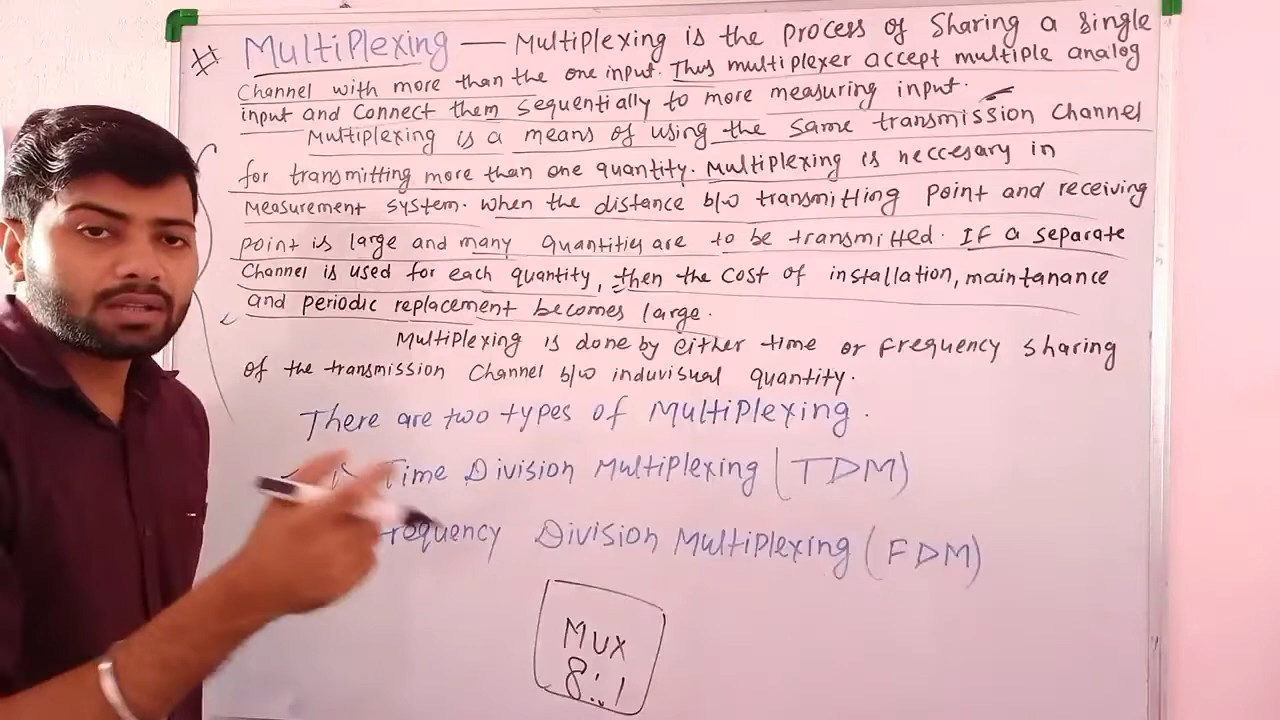 # Multiplexing — Multiplexing is the process of Sharing a single
Channel with more than the one input. Thus multiplexer accept multiple analog
input and Connect them sequentially to more measuring input.
Multiplexing is a means of using the same transmission Channel
for transmitting more than one quantity. Multiplexing is neccesary in
Measurement system. when the distance b/w transmitting point and receiving
point is large and many quantities are to be transmitted. IF a separate
Channel is used for each quantity, then the cost of installation, maintanance
and periodic replacement becomes large.
Multiplexing is done by either time or frequency sharing
of the transmission Channel b/w induvisual quantity.
There are two types of Multiplexing.
Time Division Multiplexing (TDM)
Frequency Division Multiplexing (FDM)
MUX
8:1